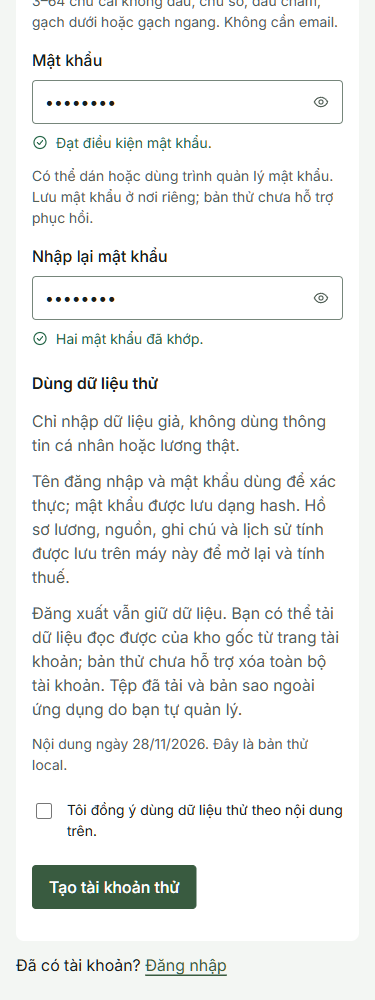 3–64 chữ cái không dấu, chữ số, dấu chấm,
gạch dưới hoặc gạch ngang. Không cần email.
Mật khẩu
••••••••
Đạt điều kiện mật khẩu.
Có thể dán hoặc dùng trình quản lý mật khẩu.
Lưu mật khẩu ở nơi riêng; bản thử chưa hỗ trợ
phục hồi.
Nhập lại mật khẩu
••••••••
Hai mật khẩu đã khớp.
Dùng dữ liệu thử
Chỉ nhập dữ liệu giả, không dùng thông
tin cá nhân hoặc lương thật.
Tên đăng nhập và mật khẩu dùng để xác
thực; mật khẩu được lưu dạng hash. Hồ
sơ lương, nguồn, ghi chú và lịch sử tính
được lưu trên máy này để mở lại và tính
thuế.
Đăng xuất vẫn giữ dữ liệu. Bạn có thể tải
dữ liệu đọc được của kho gốc từ trang tài
khoản; bản thử chưa hỗ trợ xóa toàn bộ
tài khoản. Tệp đã tải và bản sao ngoài
ứng dụng do bạn tự quản lý.
Nội dung ngày 28/11/2026. Đây là bản thử
local.
Tôi đồng ý dùng dữ liệu thử theo nội dung
trên.
Tạo tài khoản thử
Đã có tài khoản? Đăng nhập